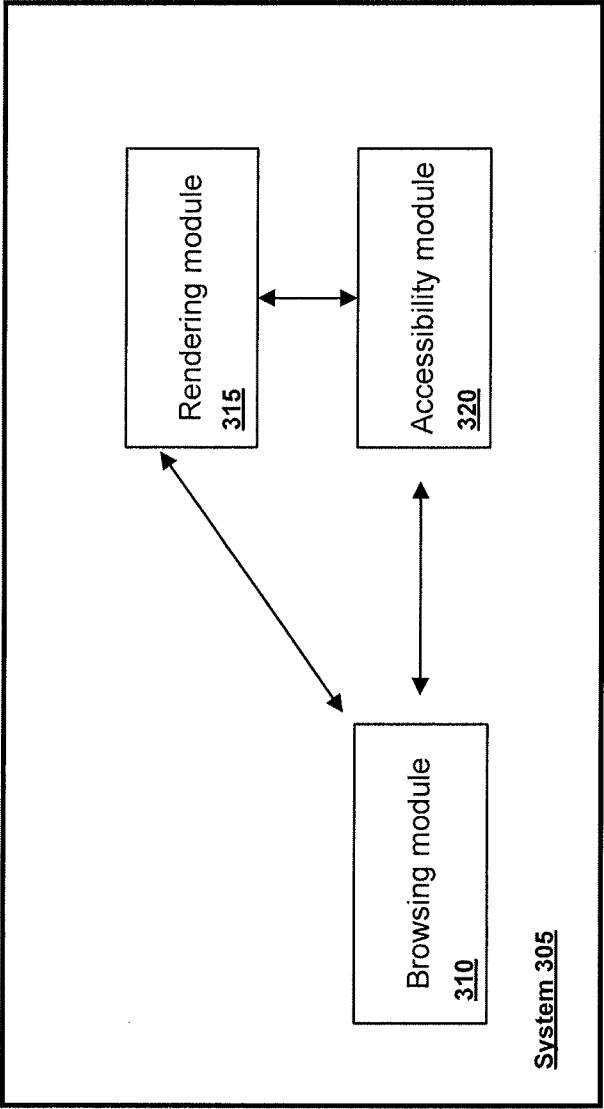 Rendering module
315
Accessibility module
320
Browsing module
310
System 305